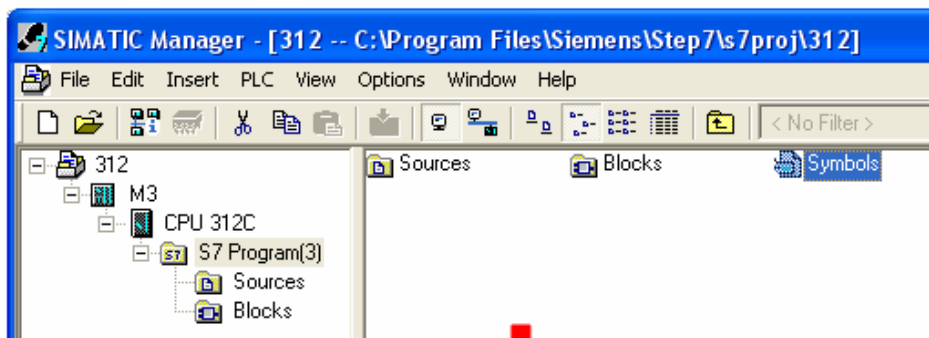 SIMATIC Manager - [312 -- C:\Program Files\Siemens\Step7\s7proj\312]
File Edit Insert PLC View Options Window Help
< No Filter >
312
M3
CPU 312C
S7 S7 Program(3)
Sources
Blocks
Sources Blocks Symbols